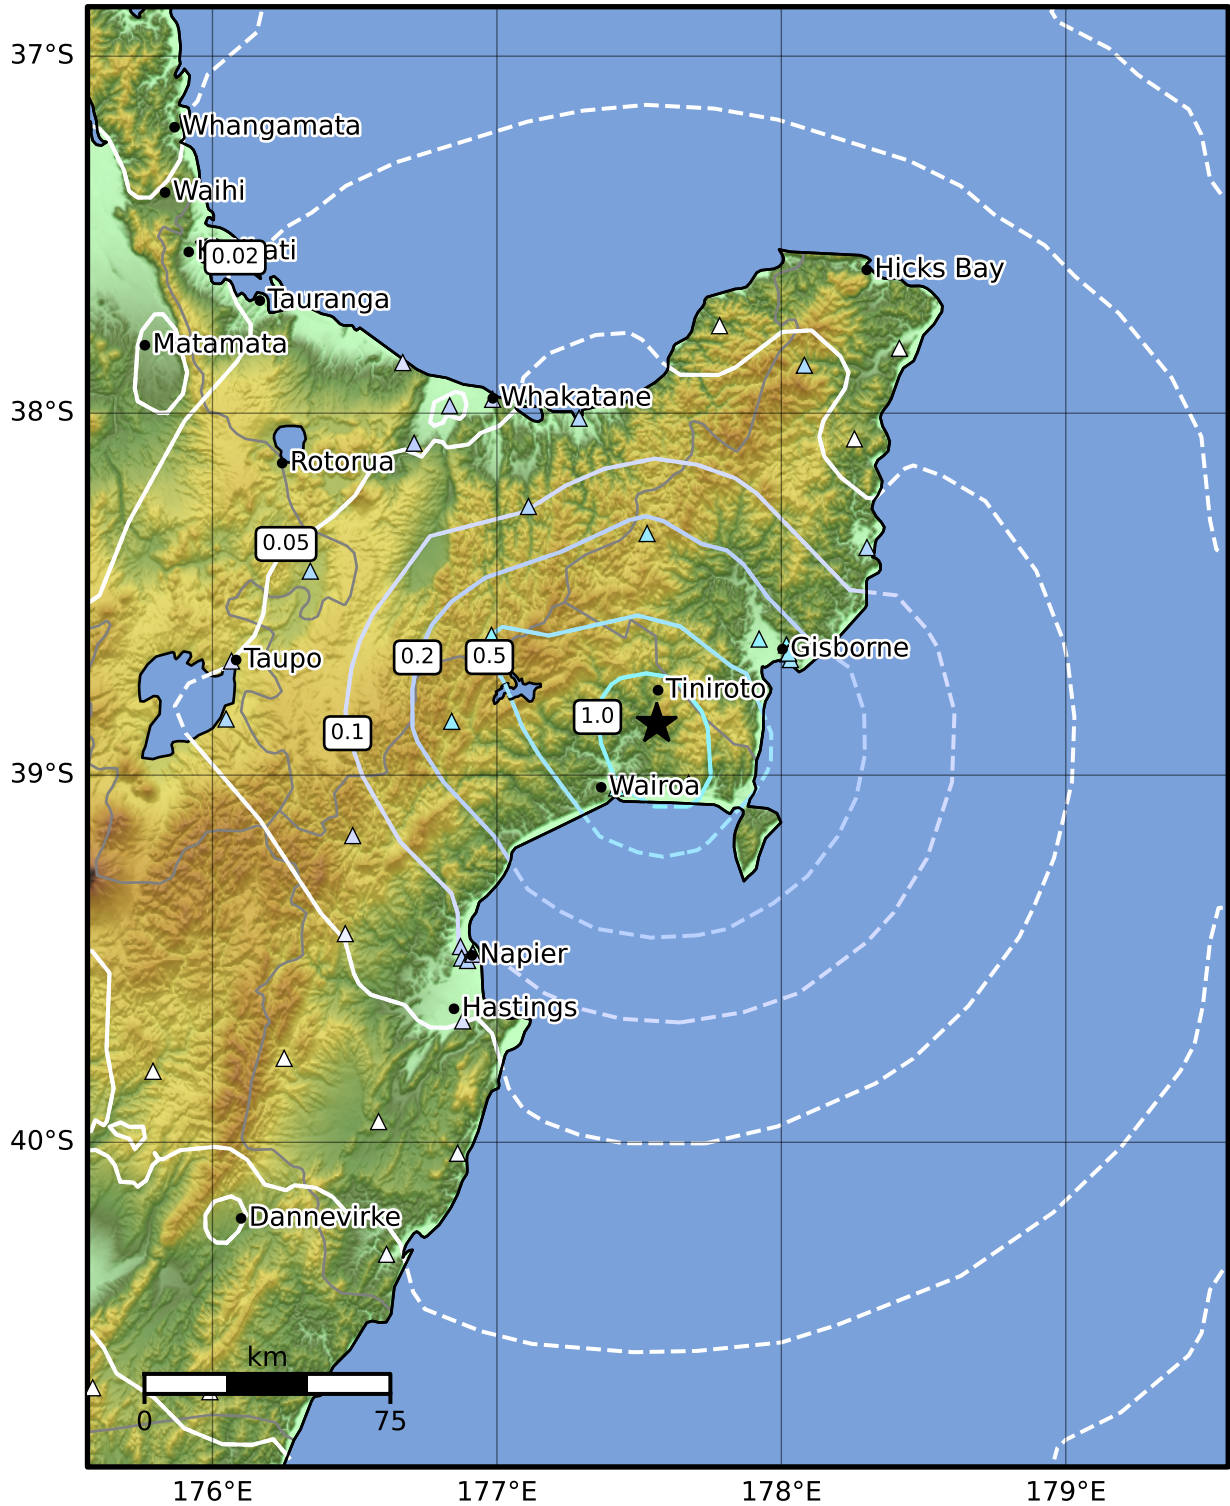 37°S
Whangamata
Waihi
0.02
Hicks Bay
Tauranga
Matamata
Whakatane
38°S
Rotorua
0.05
Gisborne
Taupo
0.2
0.5
Tiniroto
1.0
0.1
39°S
Wairoa
Napier
Hastings
40°S
Dannevirke
km
0
75
176°E
177°E
178°E
179°E